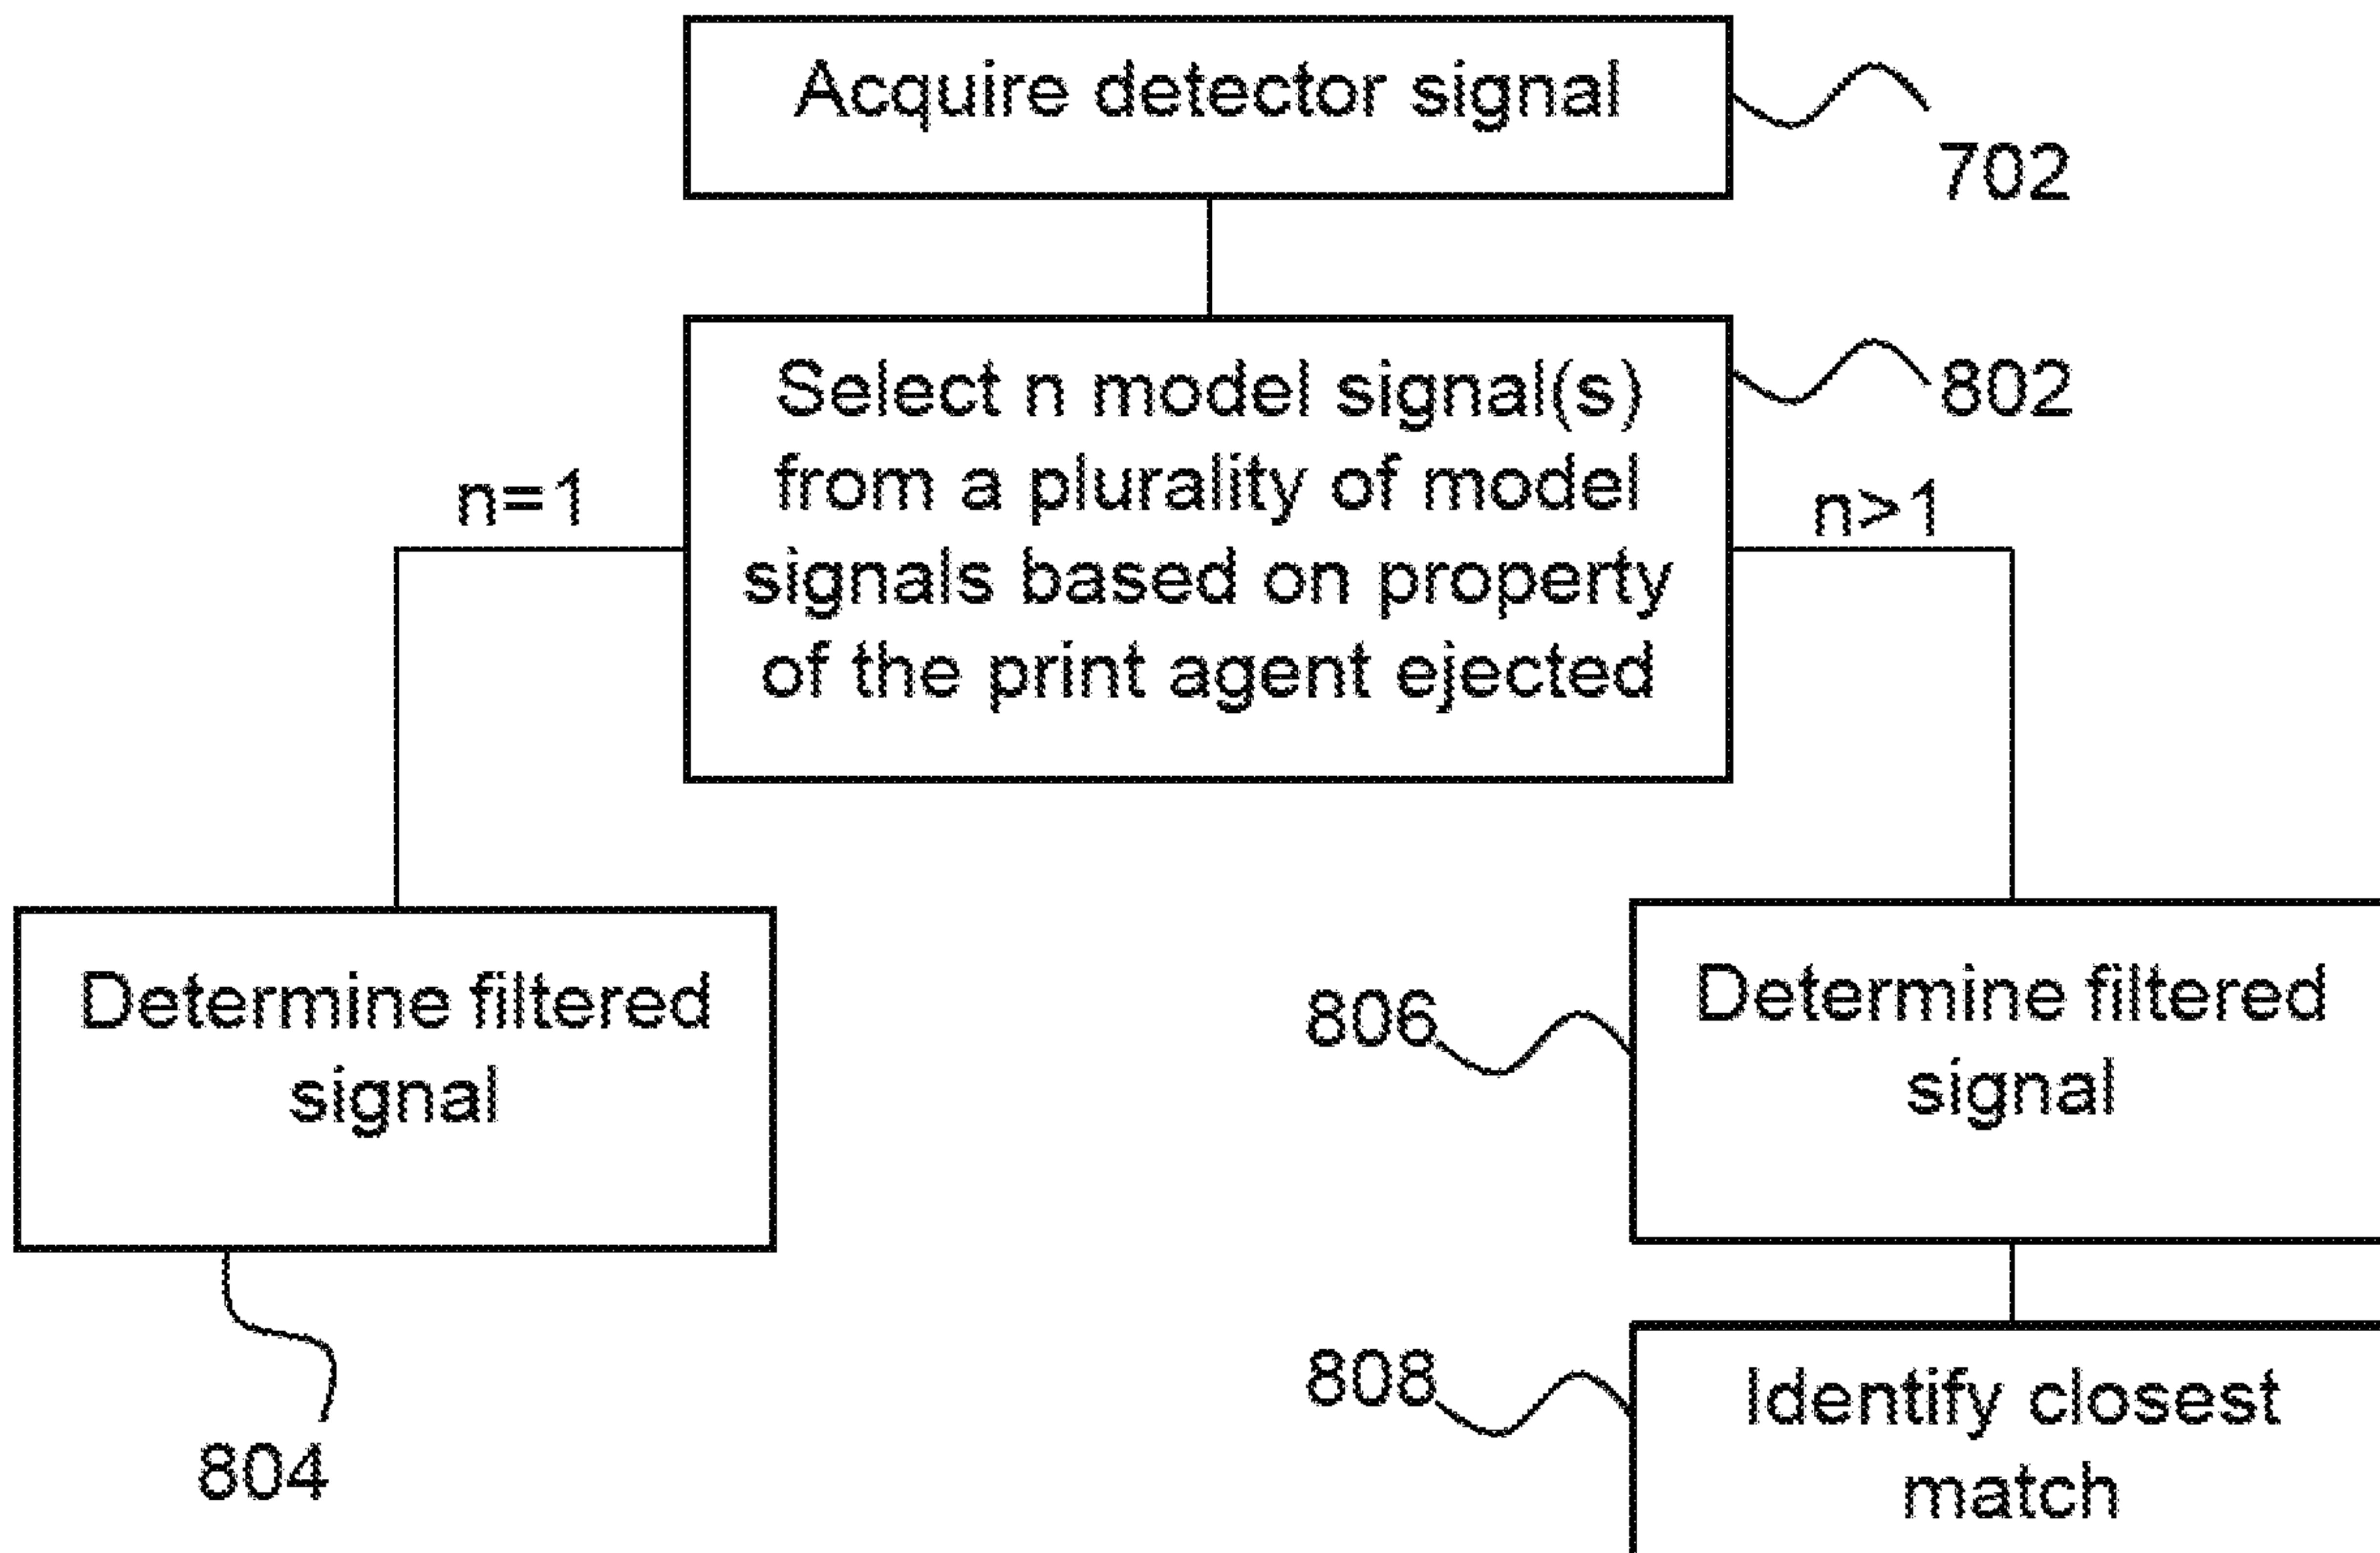 Acquire detector signal
702
Select n model signal(s)
from a plurality of model
signals based on property
of the print agent ejected
802
n=1
n>1
Determine filtered
signal
804
806
Determine filtered
signal
808
Identify closest
match